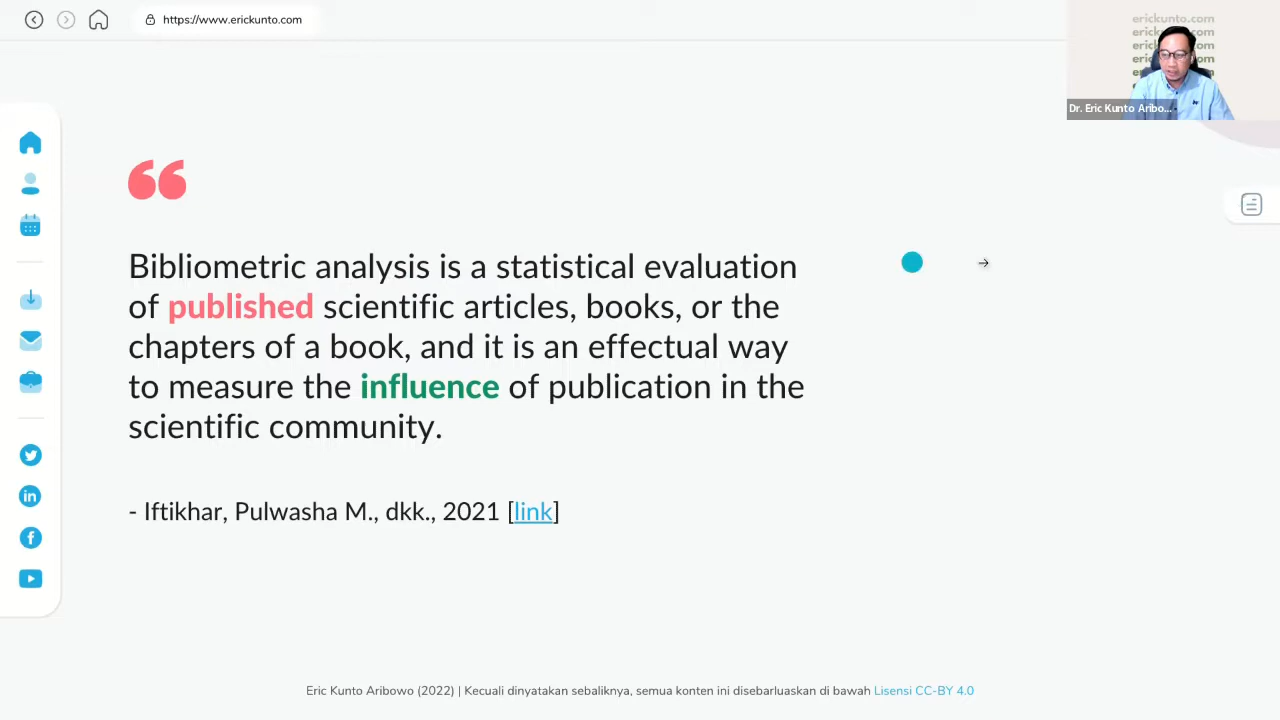 https://www.erickunto.com
erickunto.com
Dr. Eric Kunto Aribo...
“
Bibliometric analysis is a statistical evaluation
of published scientific articles, books, or the
chapters of a book, and it is an effectual way
to measure the influence of publication in the
scientific community.
- Iftikhar, Pulwasha M., dkk., 2021 [link]
Eric Kunto Aribowo (2022) | Kecuali dinyatakan sebaliknya, semua konten ini disebarluaskan di bawah Lisensi CC-BY 4.0